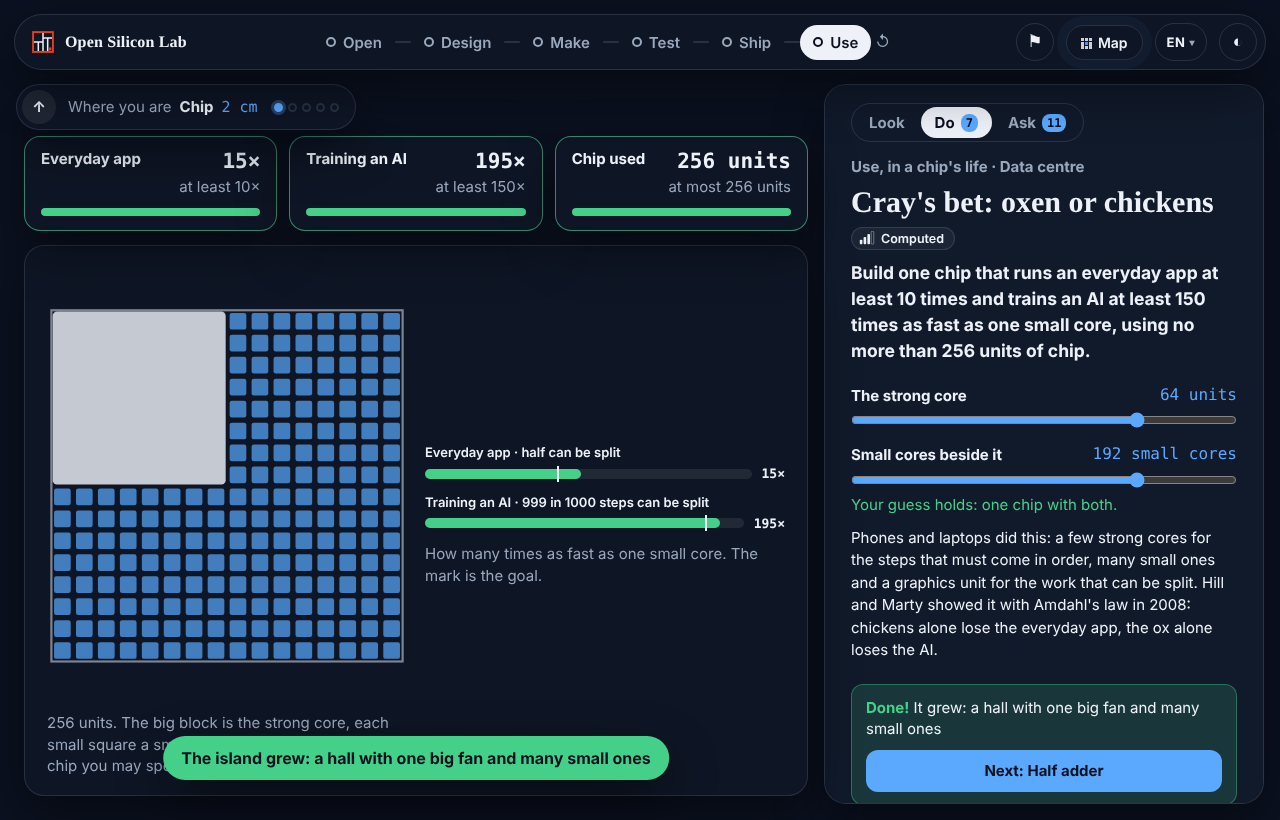 Open Silicon Lab
Open
Design
Make
Test
Ship
Use
Map
EN
Where you are Chip 2 cm
Everyday app 15×
at least 10×
Training an AI 195×
at least 150×
Chip used 256 units
at most 256 units
Everyday app · half can be split
15×
Training an AI · 999 in 1000 steps can be split
195×
How many times as fast as one small core. The
mark is the goal.
256 units. The big block is the strong core, each
small square a
chip you may
The island grew: a hall with one big fan and many small ones
Look
Do 7
Ask 11
Use, in a chip's life · Data centre
Cray's bet: oxen or chickens
Computed
Build one chip that runs an everyday app at
least 10 times and trains an AI at least 150
times as fast as one small core, using no
more than 256 units of chip.
The strong core 64 units
Small cores beside it 192 small cores
Your guess holds: one chip with both.
Phones and laptops did this: a few strong cores for
the steps that must come in order, many small ones
and a graphics unit for the work that can be split. Hill
and Marty showed it with Amdahl's law in 2008:
chickens alone lose the everyday app, the ox alone
loses the AI.
Done! It grew: a hall with one big fan and many
small ones
Next: Half adder